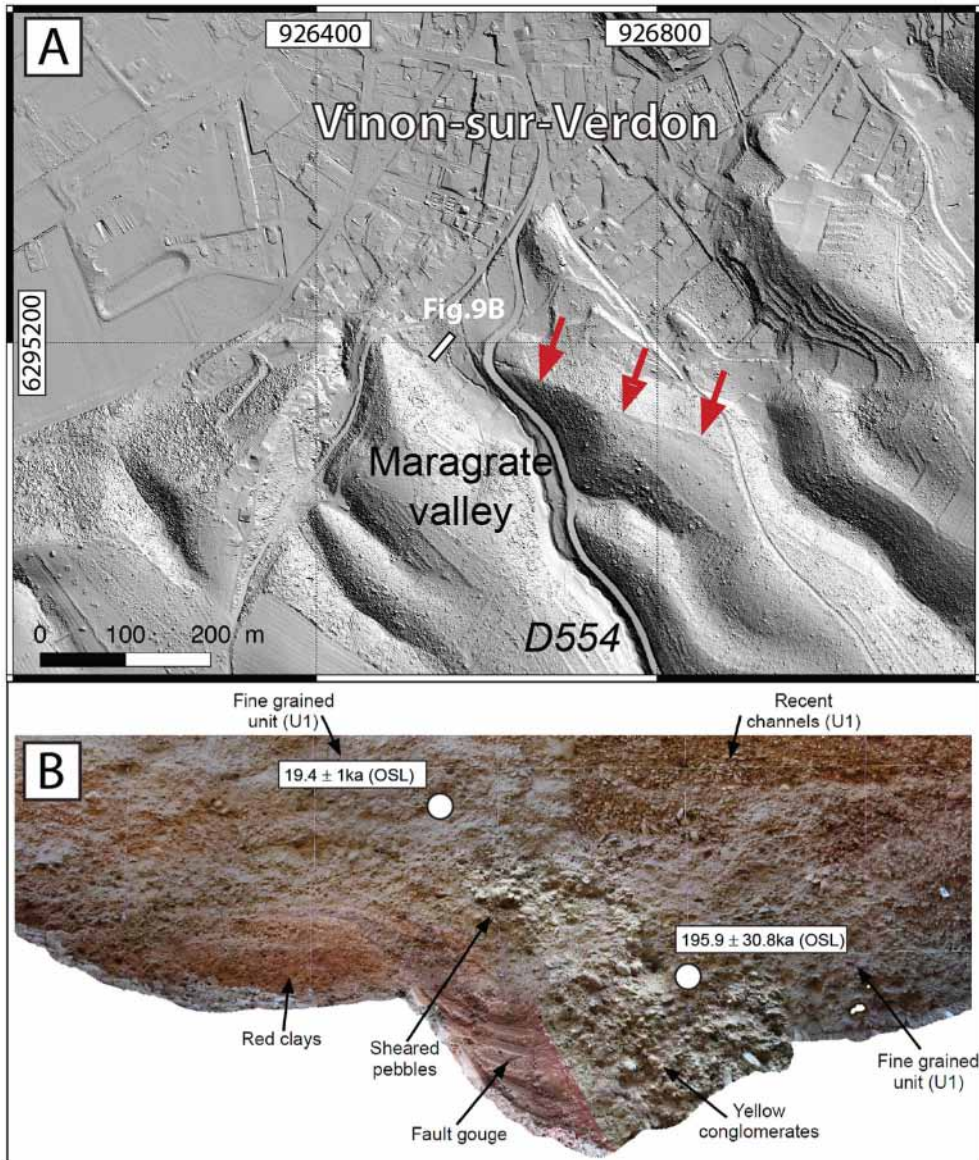 A
926400
926800
Vinon-sur-Verdon
6295200
Fig.9B
Maragrate
valley
D554
0 100 200 m
B
Fine grained
unit (U1)
Recent
channels (U1)
19.4 ± 1ka (OSL)
195.9 ± 30.8ka (OSL)
Red clays
Sheared
pebbles
Fault gouge
Yellow
conglomerates
Fine grained
unit (U1)